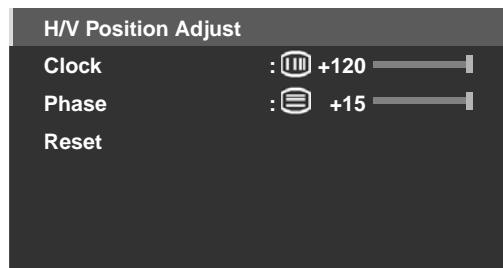 H/V Position Adjust
Clock : +120
Phase : +15
Reset